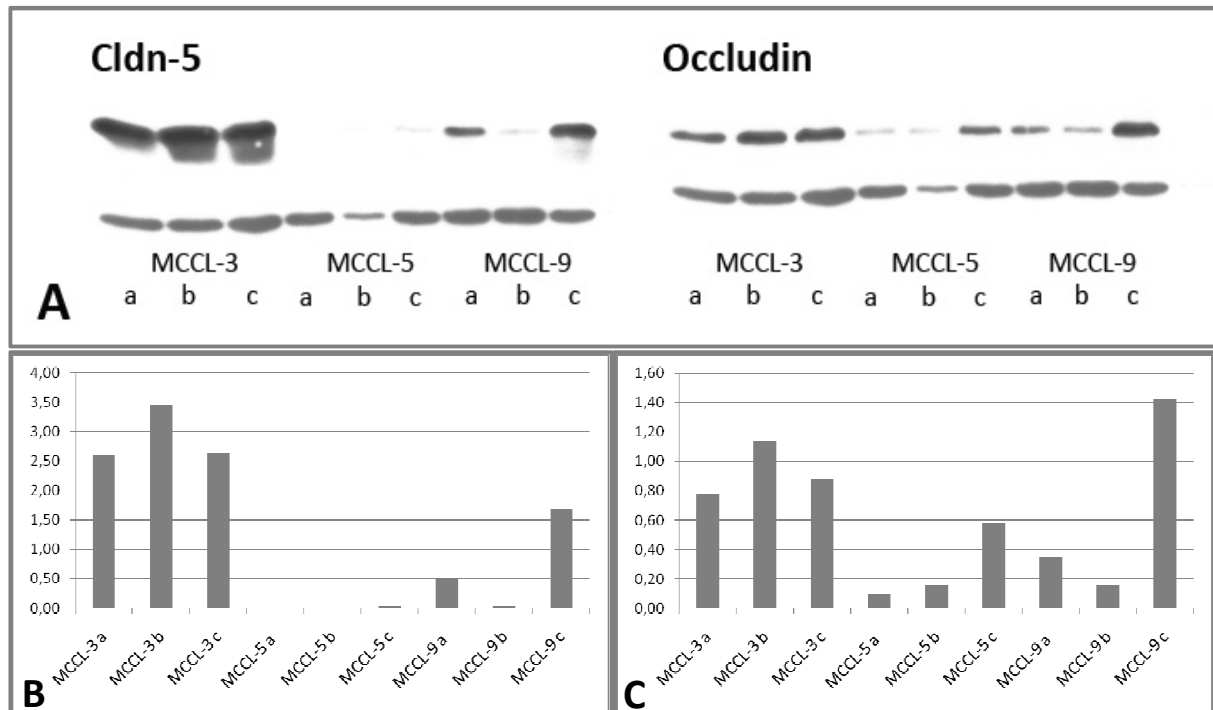 Cldn-5 Occludin
MCCL-3 MCCL-5 MCCL-9 MCCL-3 MCCL-5 MCCL-9
A a b c a b c a b c a b c a b c a b c
4,00
3,50
3,00
2,50
2,00
1,50
1,00
0,50
0,00
MCCL-3a MCCL-3b MCCL-3c MCCL-5a MCCL-5b MCCL-5c MCCL-9a MCCL-9b MCCL-9c
B
1,60
1,40
1,20
1,00
0,80
0,60
0,40
0,20
0,00
MCCL-3a MCCL-3b MCCL-3c MCCL-5a MCCL-5b MCCL-5c MCCL-9a MCCL-9b MCCL-9c
C